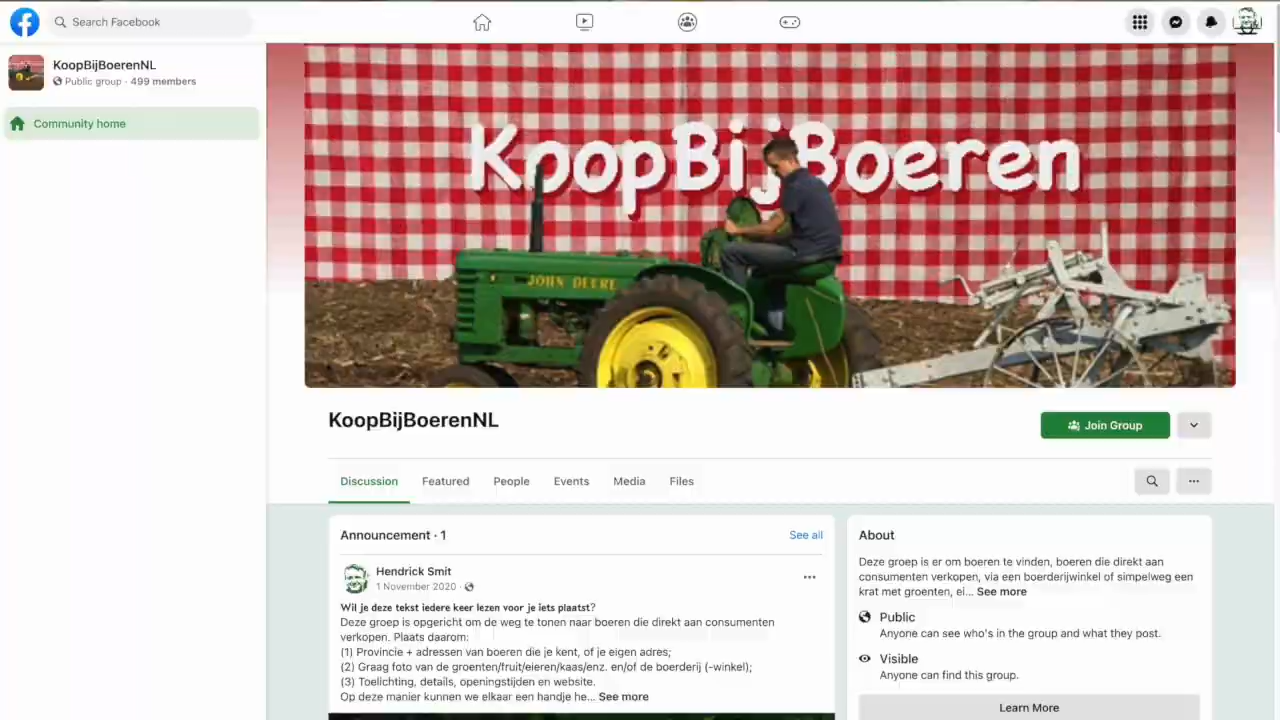 Search Facebook
KoopBijBoerenNL
Public group · 499 members
Community home
KoopBijBoeren
JOHN DEERE
KoopBijBoerenNL
Join Group
Discussion
Featured
People
Events
Media
Files
Announcement · 1
See all
Hendrick Smit
1 November 2020 ·
Wil je deze tekst iedere keer lezen voor je iets plaatst?
Deze groep is opgericht om de weg te tonen naar boeren die direkt aan consumenten
verkopen. Plaats daarom:
(1) Provincie + adressen van boeren die je kent, of je eigen adres;
(2) Graag foto van de groenten/fruit/eieren/kaas/enz. en/of de boerderij (-winkel);
(3) Toelichting, details, openingstijden en website.
Op deze manier kunnen we elkaar een handje he... See more
About
Deze groep is er om boeren te vinden, boeren die direkt aan
consumenten verkopen, via een boerderijwinkel of simpelweg een
krat met groenten, ei... See more
Public
Anyone can see who's in the group and what they post.
Visible
Anyone can find this group.
Learn More